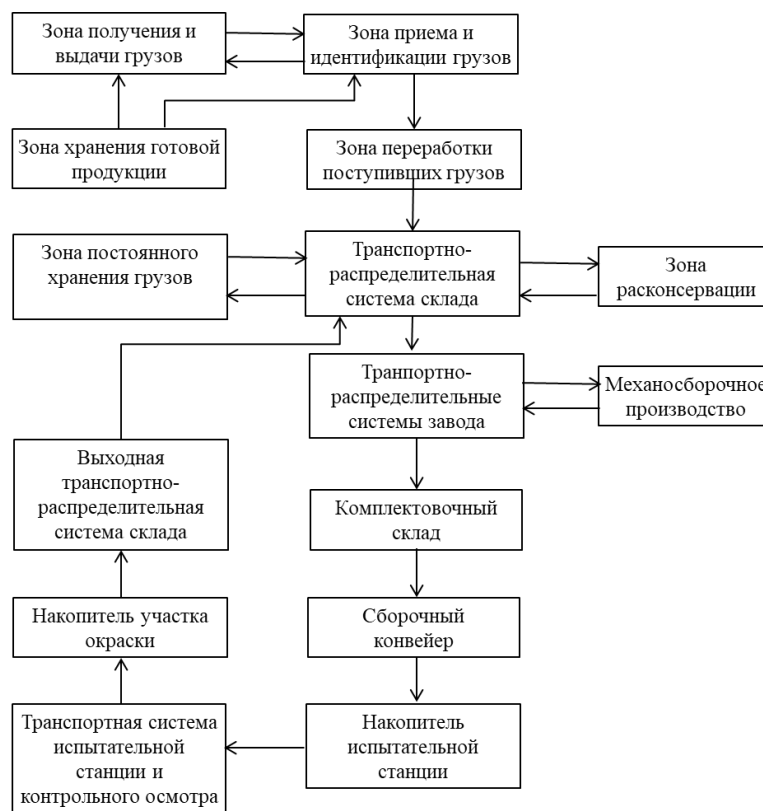 Зона получения и
выдачи грузов
Зона приема и
идентификации грузов
Зона хранения готовой
продукции
Зона переработки
поступивших грузов
Зона постоянного
хранения грузов
Транспортно-
распределительная
система склада
Зона
расконсервации
Транпортно-
распределительные
системы завода
Механосборочное
производство
Выходная
транспортно-
распределительная
система склада
Комплектовочный
склад
Накопитель участка
окраски
Сборочный
конвейер
Транспортная система
испытательной
станции и
контрольного осмотра
Накопитель
испытательной
станции